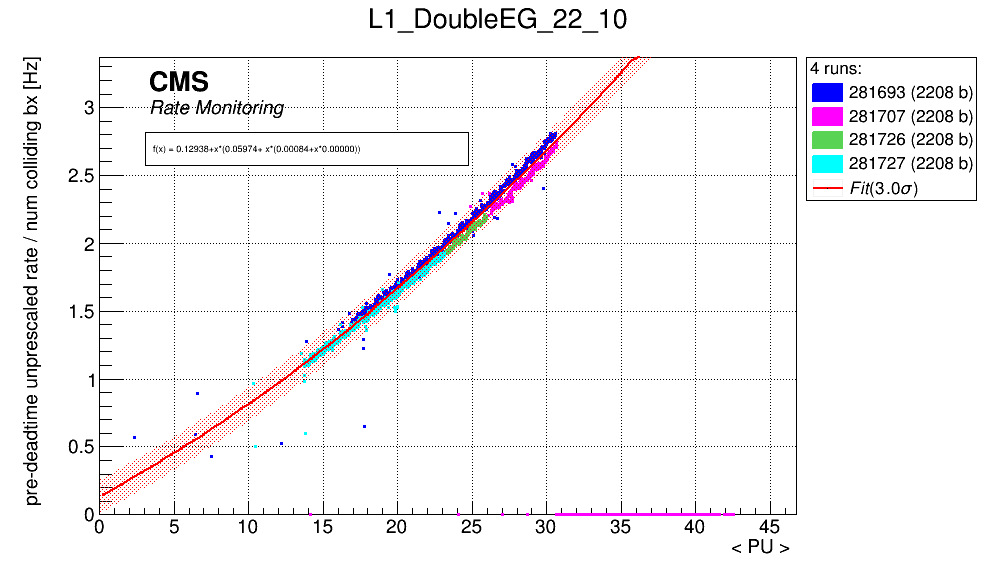 L1_DoubleEG_22_10
pre-deadtime unprescaled rate / num colliding bx [Hz]
CMS
Rate Monitoring
f(x) = 0.12938+x*(0.05974+ x*(0.00084+x*0.00000))
3
2.5
2
1.5
1
0.5
0
0 5 10 15 20 25 30 35 40 45
< PU >
4 runs:
281693 (2208 b)
281707 (2208 b)
281726 (2208 b)
281727 (2208 b)
Fit(3.0σ)